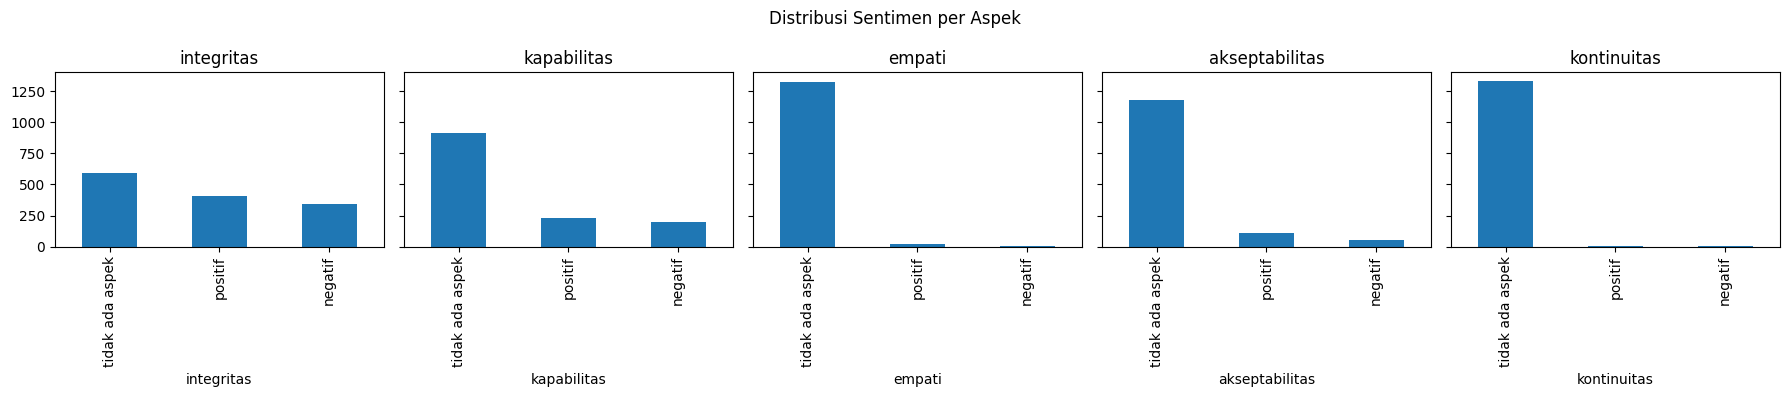 Distribusi Sentimen per Aspek
integritas
kapabilitas
empati
akseptabilitas
kontinuitas
1250
1000
750
500
250
0
tidak ada aspek
positif
negatif
tidak ada aspek
positif
negatif
tidak ada aspek
positif
negatif
tidak ada aspek
positif
negatif
tidak ada aspek
positif
negatif
integritas
kapabilitas
empati
akseptabilitas
kontinuitas